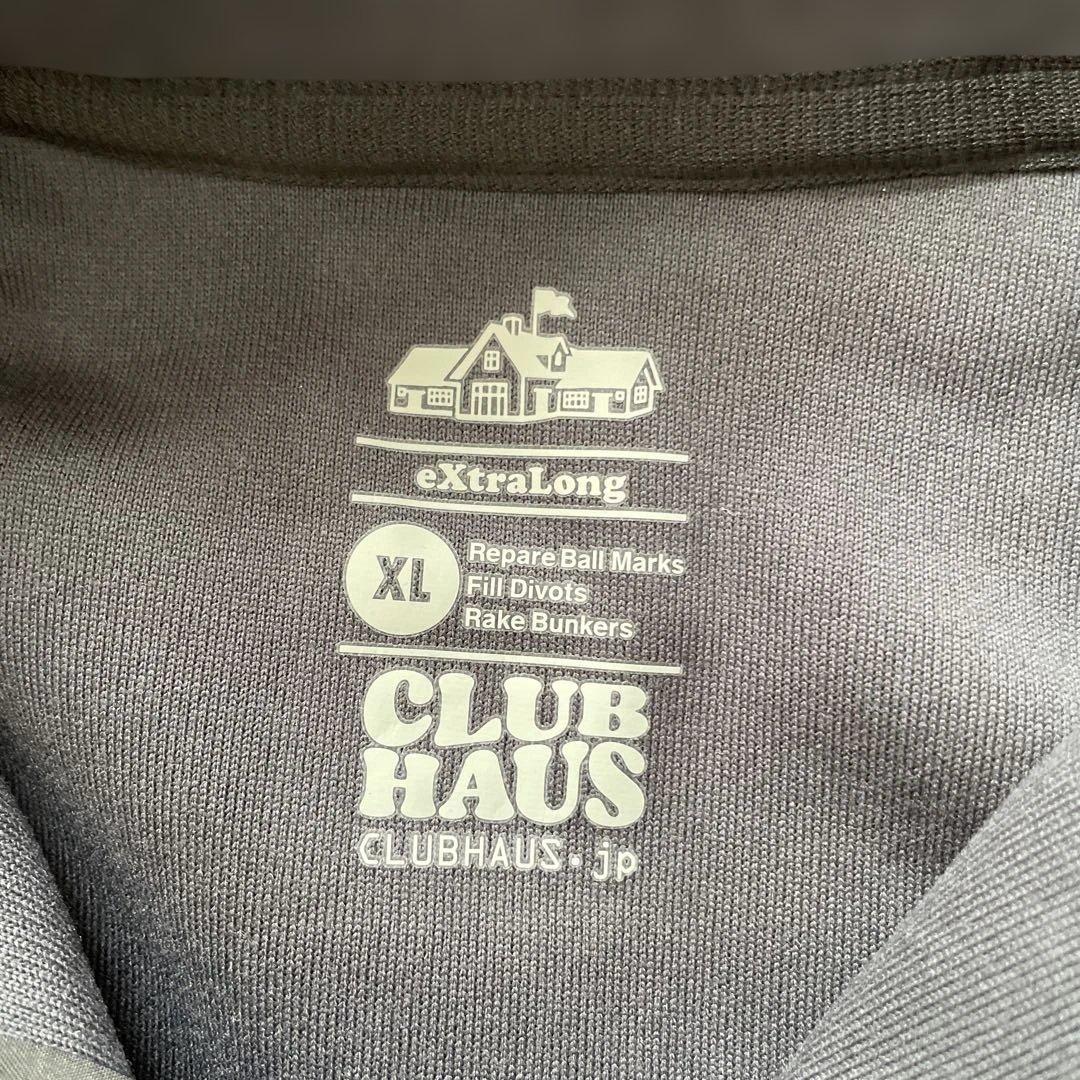 eXtraLong
XL
Repare Ball Marks
Fill Divots
Rake Bunkers
CLUB
HAUS
CLUBHAUS.jp